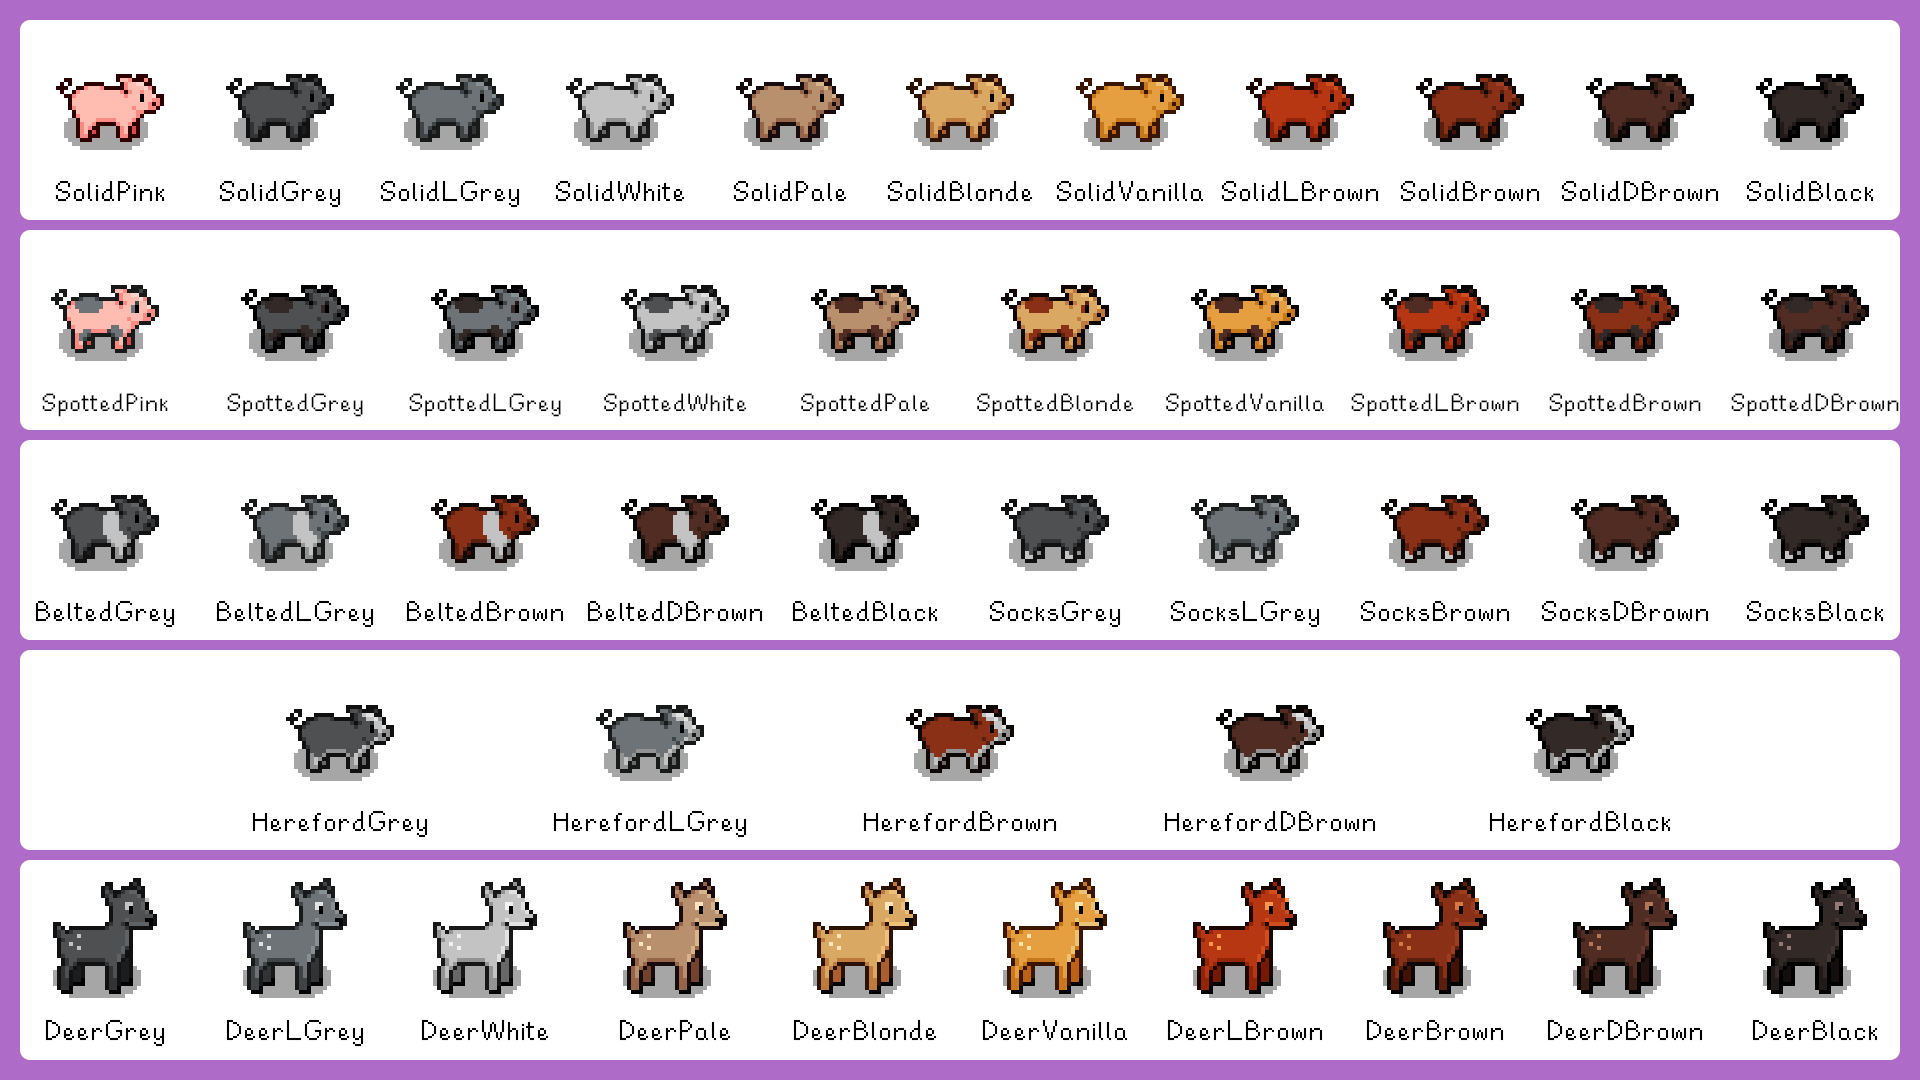 SolidPink SolidGrey SolidLGrey SolidWhite SolidPale SolidBlonde SolidVanilla SolidLBrown SolidBrown SolidDBrown SolidBlack
SpottedPink SpottedGrey SpottedLGrey SpottedWhite SpottedPale SpottedBlonde SpottedVanilla SpottedLBrown SpottedBrown SpottedDBrown
BeltedGrey BeltedLGrey BeltedBrown BeltedDBrown BeltedBlack SocksGrey SocksLGrey SocksBrown SocksDBrown SocksBlack
HerefordGrey HerefordLGrey HerefordBrown HerefordDBrown HerefordBlack
DeerGrey DeerLGrey DeerWhite DeerPale DeerBlonde DeerVanilla DeerLBrown DeerBrown DeerDBrown DeerBlack